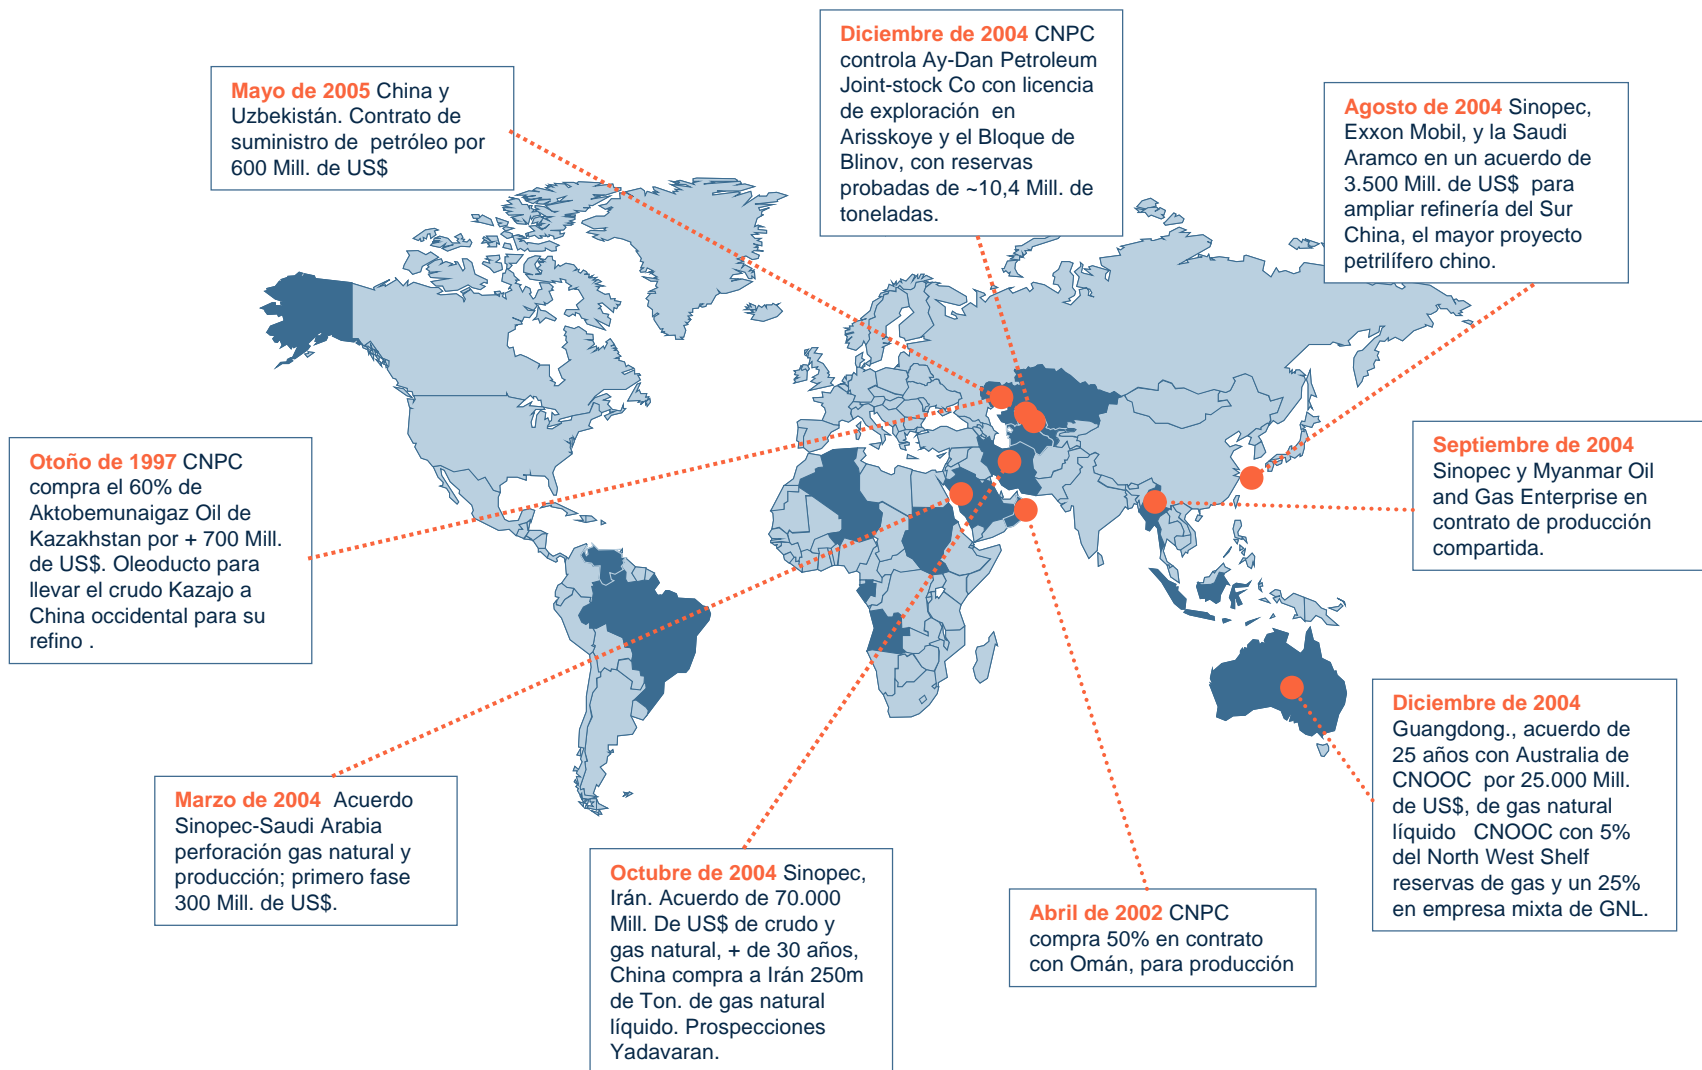 Diciembre de 2004 CNPC
controla Ay-Dan Petroleum
Joint-stock Co con licencia
de exploración en
Arisskoye y el Bloque de
Blinov, con reservas
probadas de ~10,4 Mill. de
toneladas.
Mayo de 2005 China y
Uzbekistán. Contrato de
suministro de petróleo por
600 Mill. de US$
Agosto de 2004 Sinopec,
Exxon Mobil, y la Saudi
Aramco en un acuerdo de
3.500 Mill. de US$ para
ampliar refinería del Sur
China, el mayor proyecto
petrilífero chino.
Otoño de 1997 CNPC
compra el 60% de
Aktobemunaigaz Oil de
Kazakhstan por + 700 Mill.
de US$. Oleoducto para
llevar el crudo Kazajo a
China occidental para su
refino .
Septiembre de 2004
Sinopec y Myanmar Oil
and Gas Enterprise en
contrato de producción
compartida.
Marzo de 2004 Acuerdo
Sinopec-Saudi Arabia
perforación gas natural y
producción; primero fase
300 Mill. de US$.
Octubre de 2004 Sinopec,
Irán. Acuerdo de 70.000
Mill. De US$ de crudo y
gas natural, + de 30 años,
China compra a Irán 250m
de Ton. de gas natural
líquido. Prospecciones
Yadavaran.
Abril de 2002 CNPC
compra 50% en contrato
con Omán, para producción
Diciembre de 2004
Guangdong., acuerdo de
25 años con Australia de
CNOOC por 25.000 Mill.
de US$, de gas natural
líquido CNOOC con 5%
del North West Shelf
reservas de gas y un 25%
en empresa mixta de GNL.